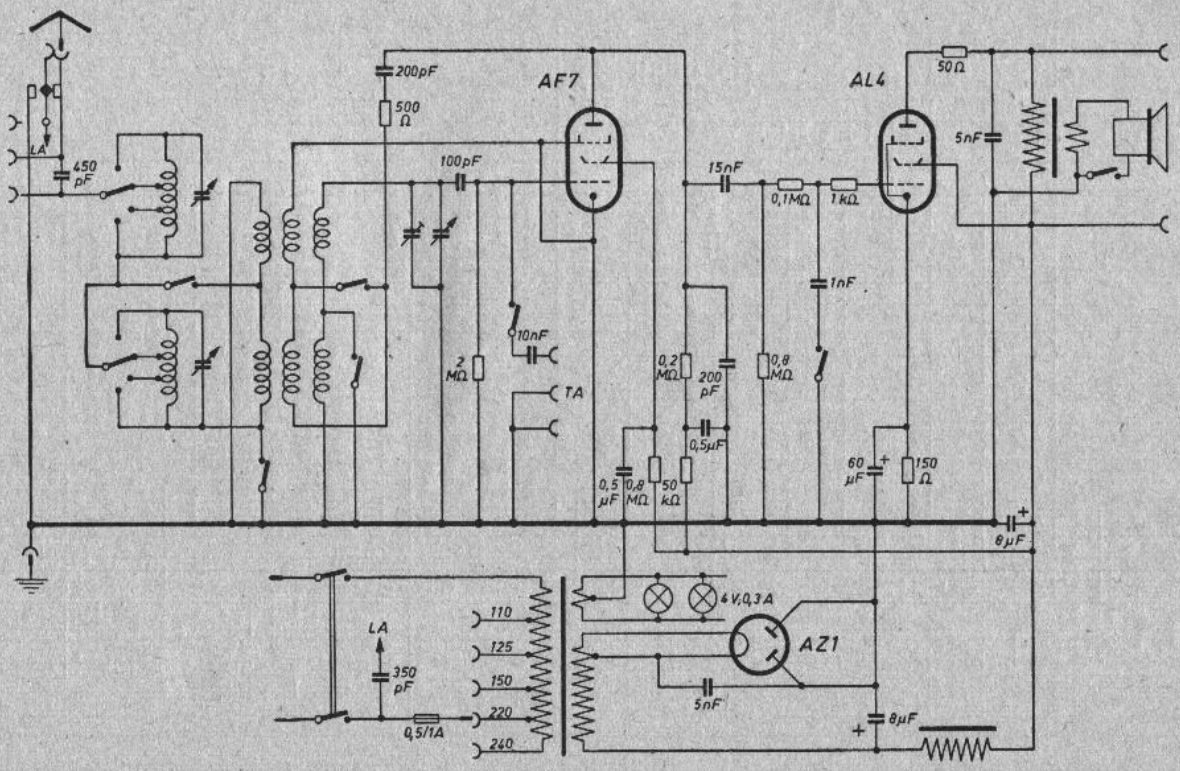 AF7
AL4
200pF
500
Ω
50Ω
LA
450
pF
100pF
15nF
5nF
0,1MΩ
1kΩ
1nF
10nF
2
MΩ
TA
0,2
MΩ
200
pF
0,8
MΩ
0,5µF
0,5
µF
0,8
MΩ
50
kΩ
60
µF
+
150
Ω
+
8µF
110
4V,0,3A
LA
125
AZ1
350
pF
150
5nF
220
0,5/1A
240
8µF
+